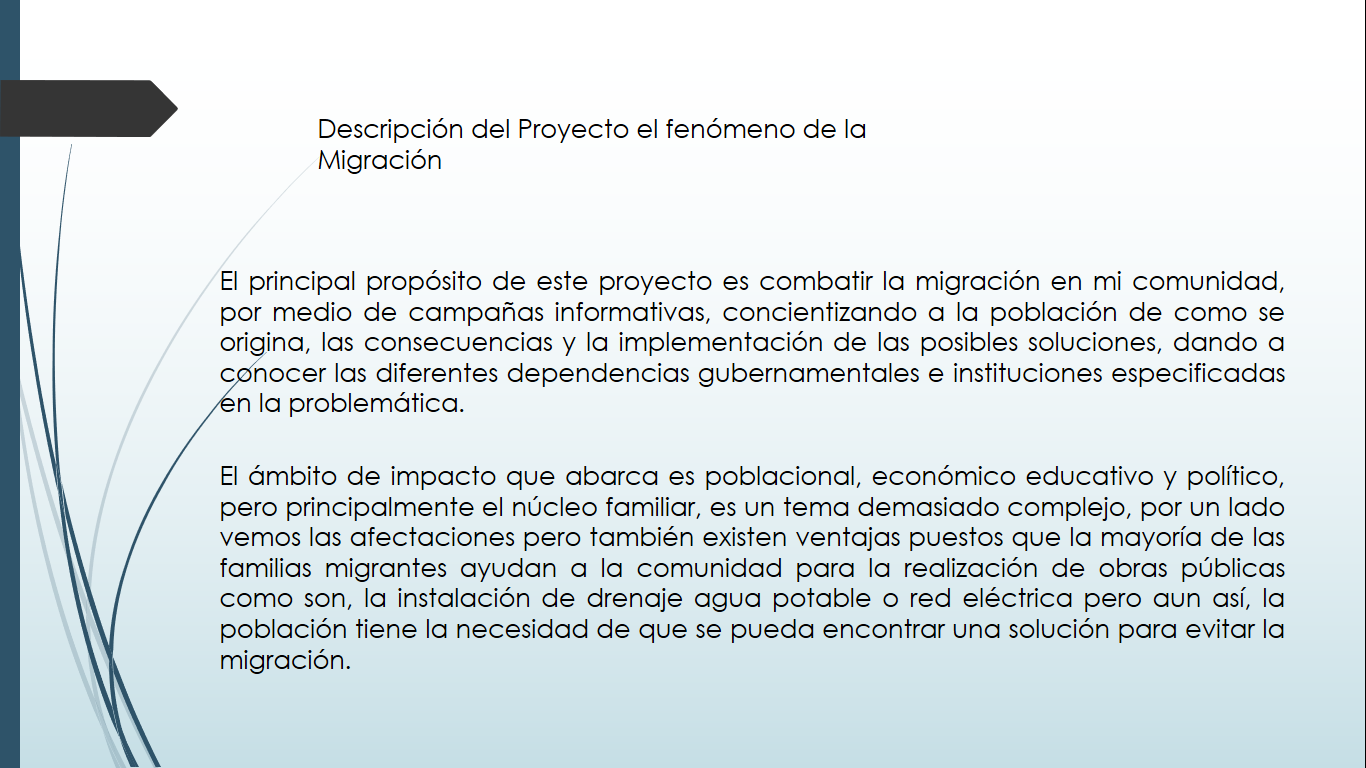 Descripción del Proyecto el fenómeno de la
Migración
El principal propósito de este proyecto es combatir la migración en mi comunidad,
por medio de campañas informativas, concientizando a la población de como se
origina, las consecuencias y la implementación de las posibles soluciones, dando a
conocer las diferentes dependencias gubernamentales e instituciones especificadas
en la problemática.
El ámbito de impacto que abarca es poblacional, económico educativo y político,
pero principalmente el núcleo familiar, es un tema demasiado complejo, por un lado
vemos las afectaciones pero también existen ventajas puestos que la mayoría de las
familias migrantes ayudan a la comunidad para la realización de obras públicas
como son, la instalación de drenaje agua potable o red eléctrica pero aun así, la
población tiene la necesidad de que se pueda encontrar una solución para evitar la
migración.